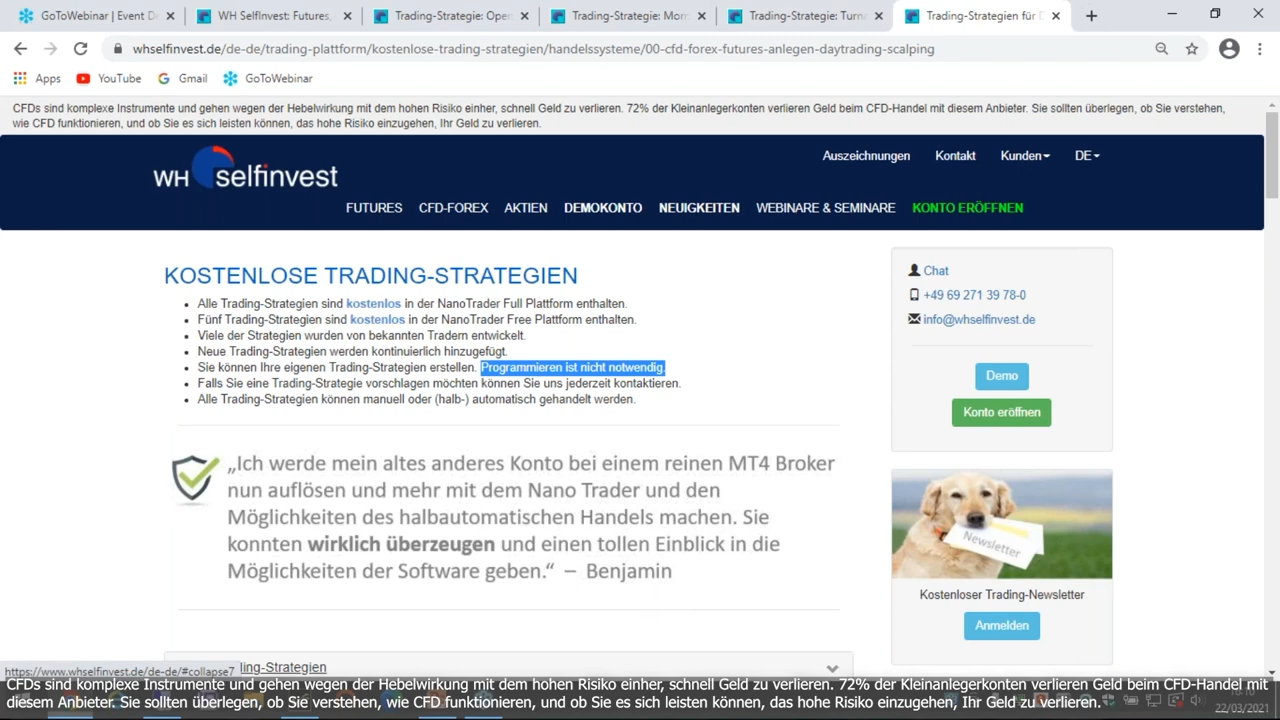 GoToWebinar | Event D
WH SelfInvest: Futures,
Trading-Strategie: Open
Trading-Strategie: Morn
Trading-Strategie: Turn
Trading-Strategien für D
whselfinvest.de/de-de/trading-plattform/kostenlose-trading-strategien/handelssysteme/00-cfd-forex-futures-anlegen-daytrading-scalping
Apps
YouTube
Gmail
GoToWebinar
CFDs sind komplexe Instrumente und gehen wegen der Hebelwirkung mit dem hohen Risiko einher, schnell Geld zu verlieren. 72% der Kleinanlegerkonten verlieren Geld beim CFD-Handel mit diesem Anbieter. Sie sollten überlegen, ob Sie verstehen,
wie CFD funktionieren, und ob Sie es sich leisten können, das hohe Risiko einzugehen, Ihr Geld zu verlieren.
WH selfinvest
Auszeichnungen
Kontakt
Kunden
DE
FUTURES
CFD-FOREX
AKTIEN
DEMOKONTO
NEUIGKEITEN
WEBINARE & SEMINARE
KONTO ERÖFFNEN
KOSTENLOSE TRADING-STRATEGIEN
Alle Trading-Strategien sind kostenlos in der NanoTrader Full Plattform enthalten.
Fünf Trading-Strategien sind kostenlos in der NanoTrader Free Plattform enthalten.
Viele der Strategien wurden von bekannten Tradern entwickelt.
Neue Trading-Strategien werden kontinuierlich hinzugefügt.
Sie können Ihre eigenen Trading-Strategien erstellen. Programmieren ist nicht notwendig.
Falls Sie eine Trading-Strategie vorschlagen möchten können Sie uns jederzeit kontaktieren.
Alle Trading-Strategien können manuell oder (halb-) automatisch gehandelt werden.
„Ich werde mein altes anderes Konto bei einem reinen MT4 Broker
nun auflösen und mehr mit dem Nano Trader und den
Möglichkeiten des halbautomatischen Handels machen. Sie
konnten wirklich überzeugen und einen tollen Einblick in die
Möglichkeiten der Software geben.“ – Benjamin
Chat
+49 69 271 39 78-0
info@whselfinvest.de
Demo
Konto eröffnen
Newsletter
Kostenloser Trading-Newsletter
Anmelden
https://www.whselfinvest.de/de-de/#collapse7
ling-Strategien
CFDs sind komplexe Instrumente und gehen wegen der Hebelwirkung mit dem hohen Risiko einher, schnell Geld zu verlieren. 72% der Kleinanlegerkonten verlieren Geld beim CFD-Handel mit
diesem Anbieter. Sie sollten überlegen, ob Sie verstehen, wie CFD funktionieren, und ob Sie es sich leisten können, das hohe Risiko einzugehen, Ihr Geld zu verlieren.
22/03/2021